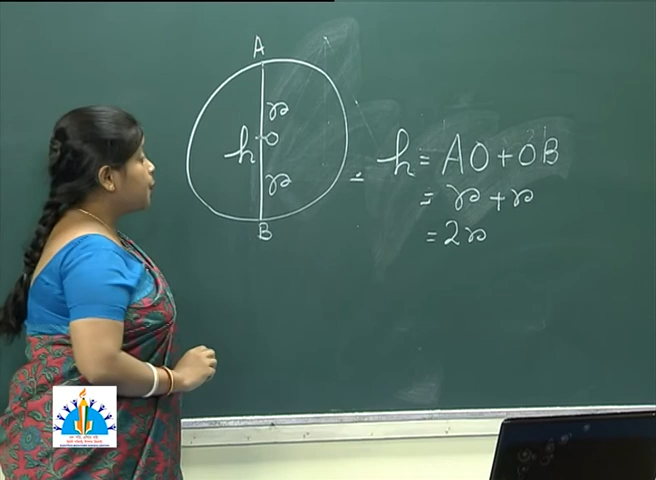 A
r
O
h
r
B
h = AO + OB
= r + r
= 2r